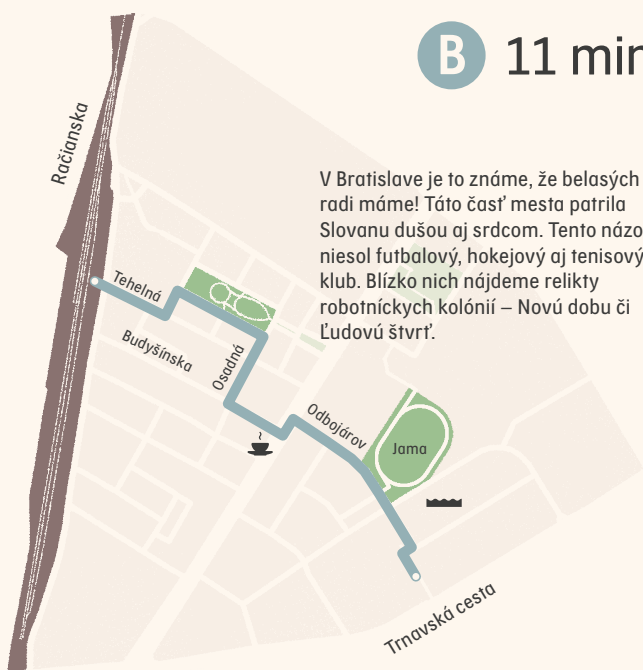 B 11 min
Račianska
V Bratislave je to známe, že belasých
radi máme! Táto časť mesta patrila
Slovanu dušou aj srdcom. Tento názo
niesol futbalový, hokejový aj tenisový
klub. Blízko nich nájdeme relikty
robotníckych kolónií – Novú dobu či
Ľudovú štvrť.
Tehelná
Budyšínska
Osadná
Odbojárov
Jama
Trnavská cesta